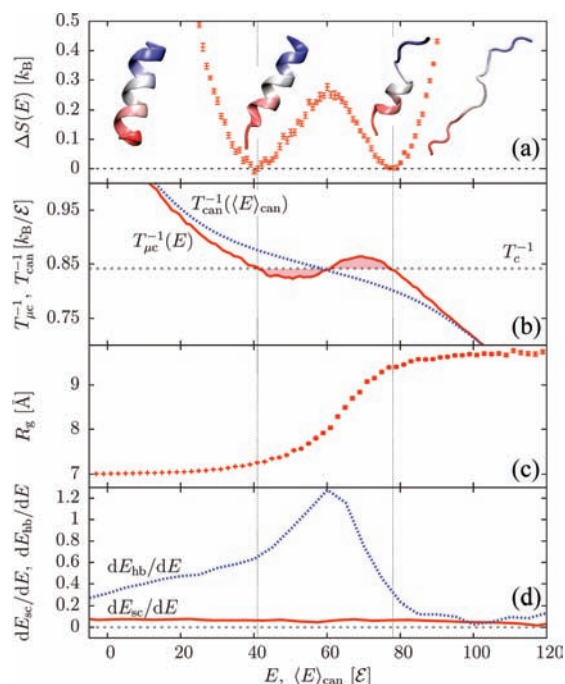 0.5
0.4
0.3
0.2
0.1
0
ΔS(E) [k_B]
(a)
0.95
0.85
0.75
T_μc^{-1}, T_can^{-1} [k_B/ℰ]
T_can^{-1}(⟨E⟩_can)
T_μc^{-1}(E)
T_c^{-1}
(b)
9
8
7
R_g [Å]
(c)
1.2
1
0.8
0.6
0.4
0.2
0
dE_sc/dE, dE_hb/dE
dE_hb/dE
dE_sc/dE
(d)
0 20 40 60 80 100 120
E, ⟨E⟩_can [ℰ]